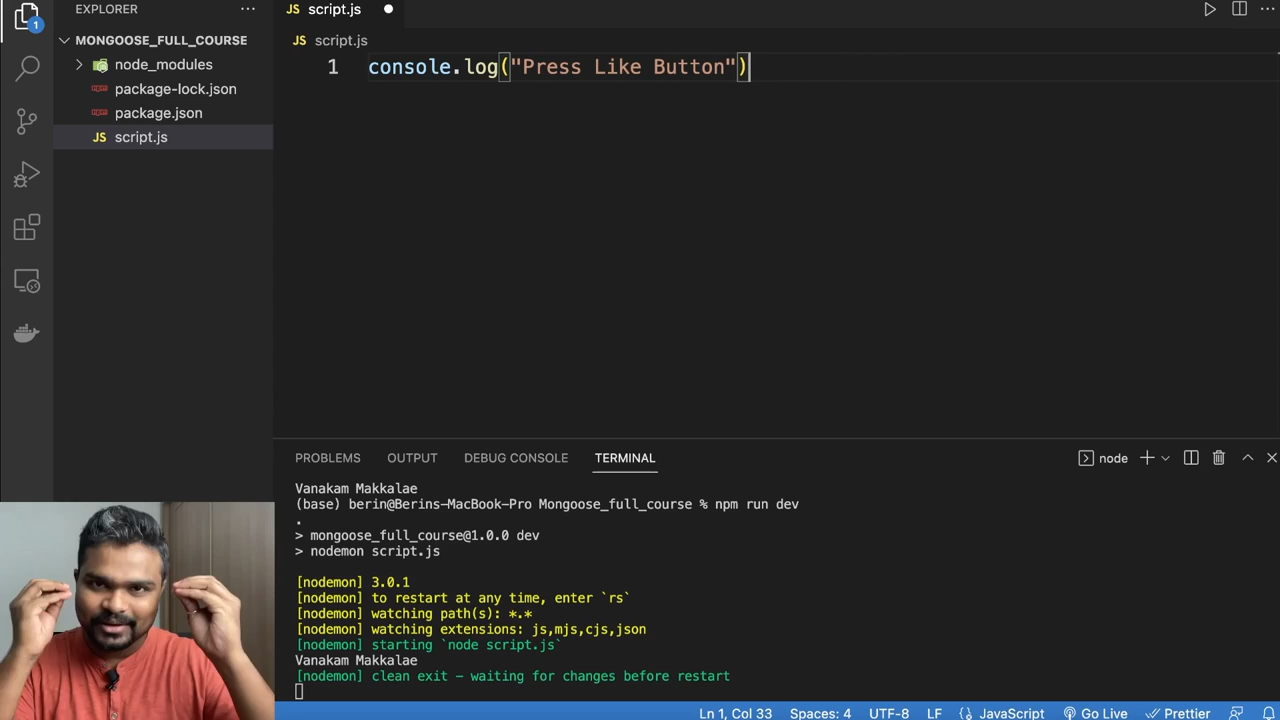 EXPLORER
script.js
1
MONGOOSE_FULL_COURSE
JS script.js
node_modules
package-lock.json
package.json
JS script.js
JS script.js
1 console.log("Press Like Button")
PROBLEMS OUTPUT DEBUG CONSOLE TERMINAL
node
Vanakam Makkalae
(base) berin@Berins-MacBook-Pro Mongoose_full_course % npm run dev
.
> mongoose_full_course@1.0.0 dev
> nodemon script.js
[nodemon] 3.0.1
[nodemon] to restart at any time, enter `rs`
[nodemon] watching path(s): *.*
[nodemon] watching extensions: js,mjs,cjs,json
[nodemon] starting `node script.js`
Vanakam Makkalae
[nodemon] clean exit - waiting for changes before restart
Ln 1, Col 33 Spaces: 4 UTF-8 LF {} JavaScript Go Live Prettier